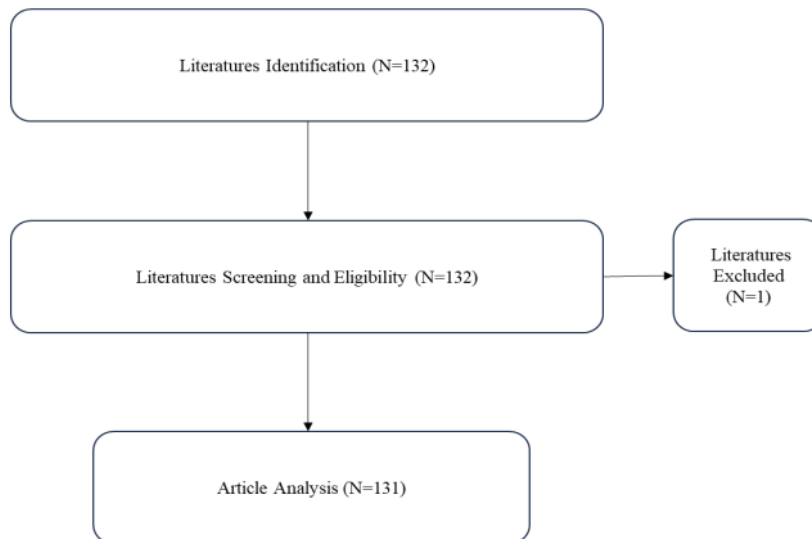 Literatures Identification (N=132)
Literatures Screening and Eligibility (N=132)
Literatures
Excluded
(N=1)
Article Analysis (N=131)